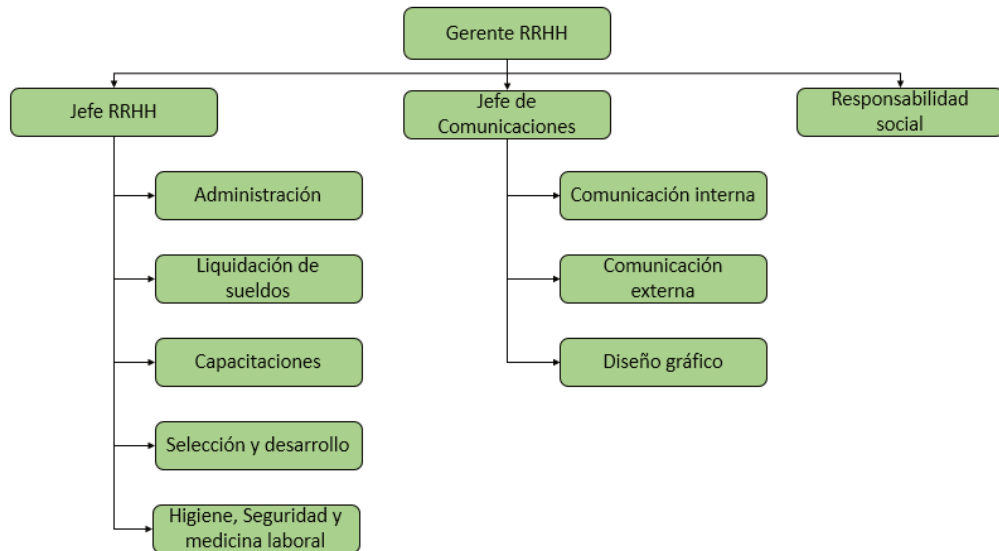 Gerente RRHH
Jefe RRHH
Jefe de
Comunicaciones
Responsabilidad
social
Administración
Liquidación de
sueldos
Capacitaciones
Selección y desarrollo
Higiene, Seguridad y
medicina laboral
Comunicación interna
Comunicación
externa
Diseño gráfico